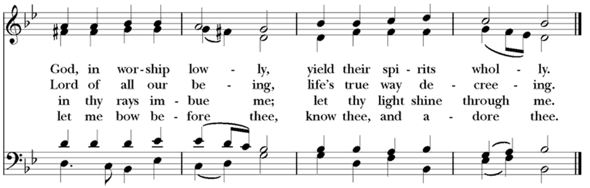 God, in wor-ship low - ly, yield their spi - rits whol - ly.
Lord of all our be - ing, life's true way de - cree - ing.
in thy rays im - bue me; let thy light shine through me.
let me bow be - fore thee, know thee, and a - dore thee.